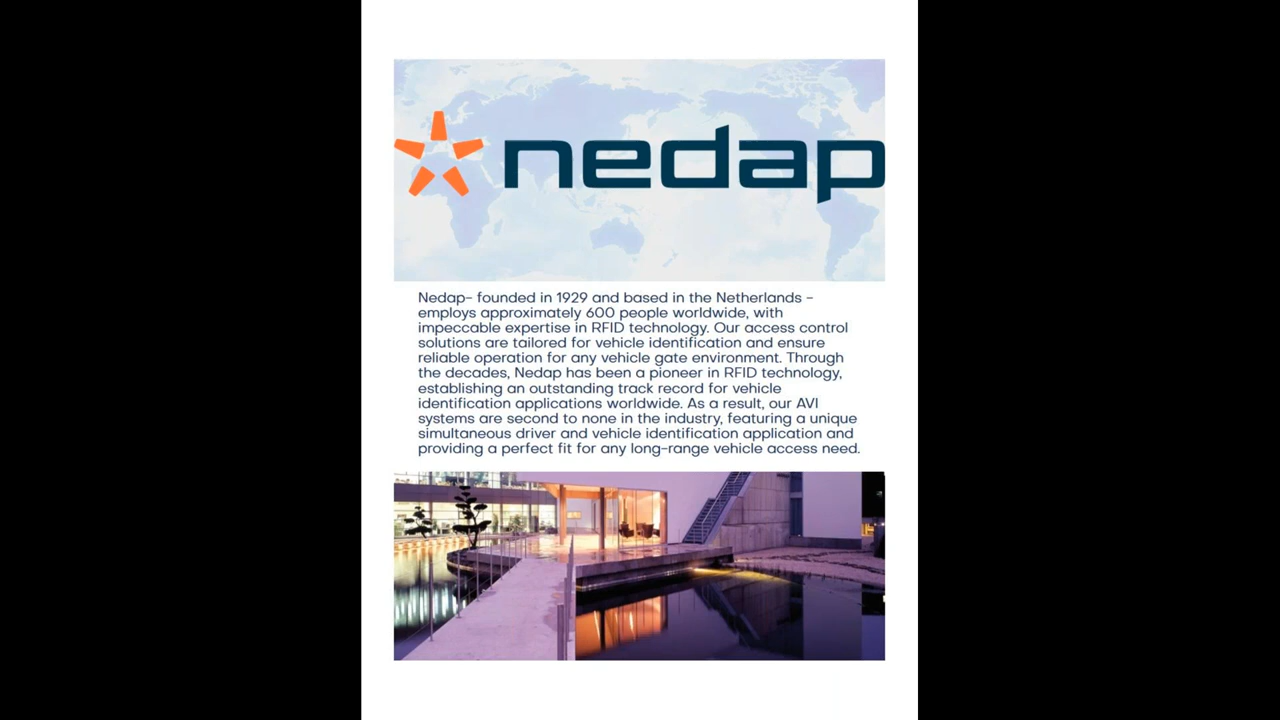 nedap
Nedap- founded in 1929 and based in the Netherlands -
employs approximately 600 people worldwide, with
impeccable expertise in RFID technology. Our access control
solutions are tailored for vehicle identification and ensure
reliable operation for any vehicle gate environment. Through
the decades, Nedap has been a pioneer in RFID technology,
establishing an outstanding track record for vehicle
identification applications worldwide. As a result, our AVI
systems are second to none in the industry, featuring a unique
simultaneous driver and vehicle identification application and
providing a perfect fit for any long-range vehicle access need.